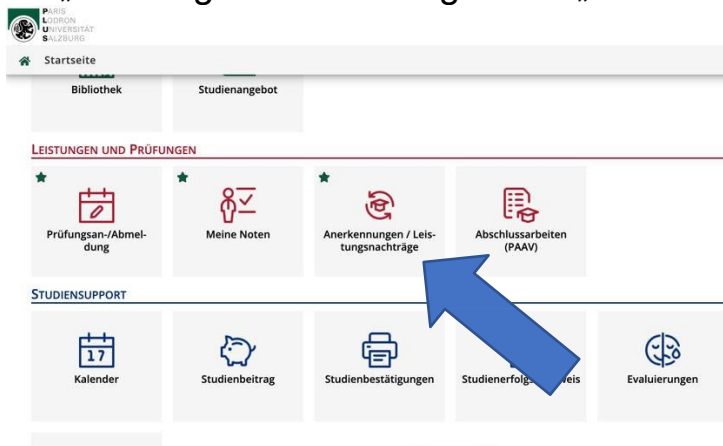 PARIS
LODRON
UNIVERSITÄT
SALZBURG
Startseite
Bibliothek
Studienangebot
LEISTUNGEN UND PRÜFUNGEN
Prüfungsan-/Abmel-
dung
Meine Noten
Anerkennungen / Leis-
tungsnachträge
Abschlussarbeiten
(PAAV)
STUDIENSUPPORT
17
Kalender
Studienbeitrag
Studienbestätigungen
Evaluierungen